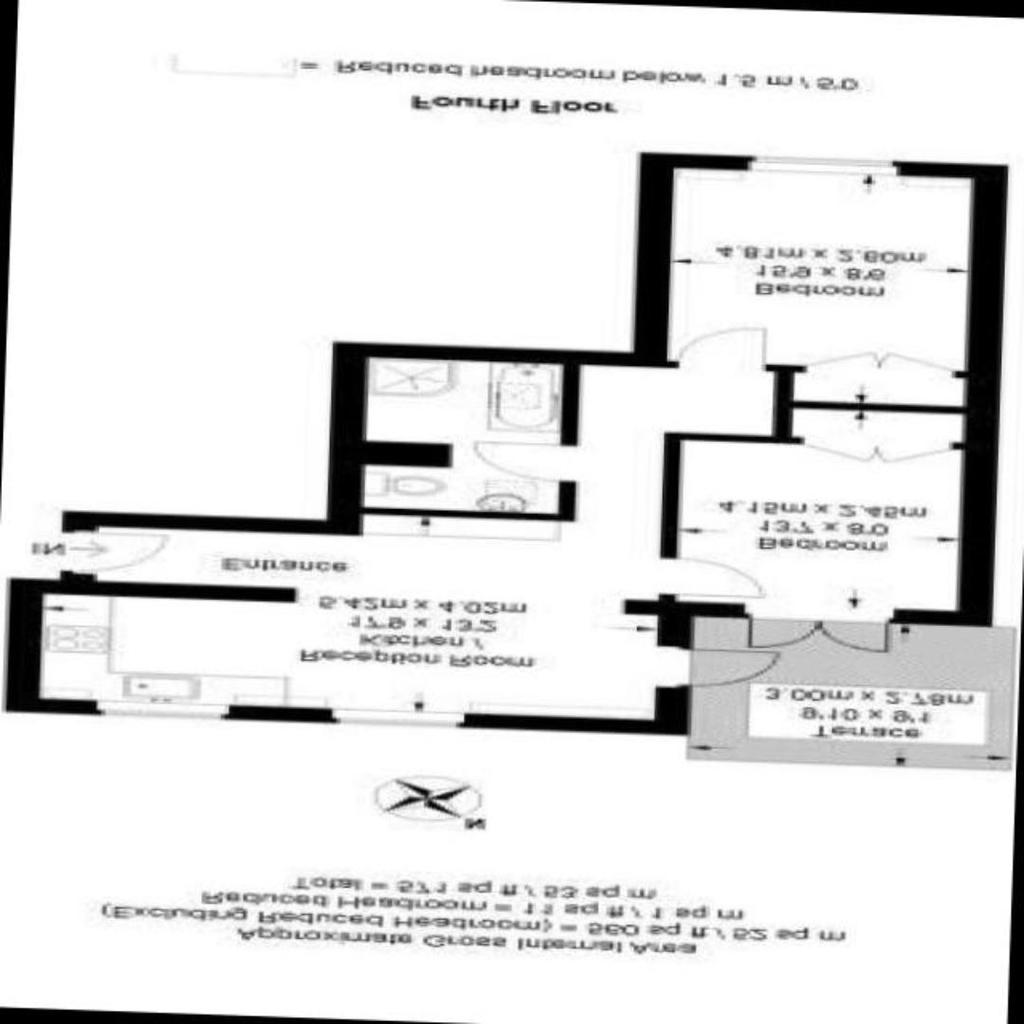 Approximate Gross Internal Area
(Excluding Reduced Headroom) = 560 sq ft / 52 sq m
Reduced Headroom = 11 sq ft / 1 sq m
Total = 571 sq ft / 53 sq m
N
Terrace
9'10 x 9'1
3.00m x 2.78m
Reception Room
Kitchen /
17'9 x 13'2
5.42m x 4.02m
Entrance
IN
Bedroom
13'7 x 8'0
4.15m x 2.45m
Bedroom
15'9 x 8'6
4.81m x 2.60m
Fourth Floor
= Reduced headroom below 1.5 m / 5'0